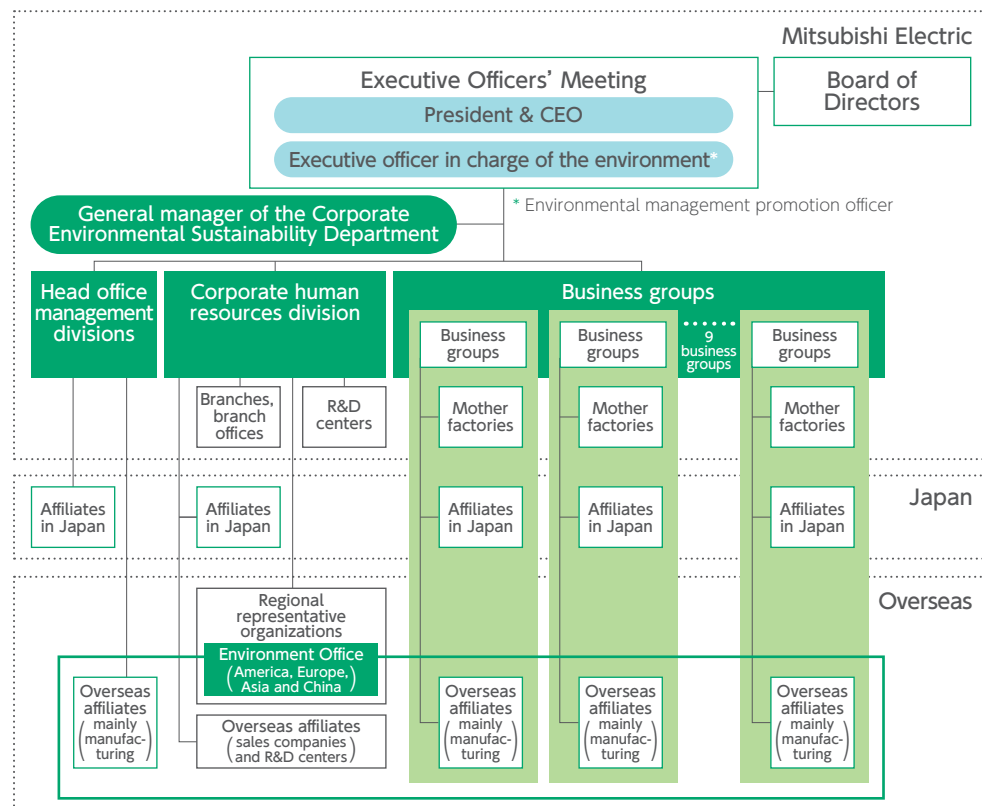 Mitsubishi Electric
Executive Officers' Meeting
President & CEO
Executive officer in charge of the environment*
Board of
Directors
* Environmental management promotion officer
General manager of the Corporate
Environmental Sustainability Department
Head office
management
divisions
Corporate human
resources division
Business groups
Business
groups
Business
groups
9
business
groups
Business
groups
Branches,
branch
offices
R&D
centers
Mother
factories
Mother
factories
Mother
factories
Japan
Affiliates
in Japan
Affiliates
in Japan
Affiliates
in Japan
Affiliates
in Japan
Affiliates
in Japan
Overseas
Regional
representative
organizations
Environment Office
(America, Europe,
Asia and China)
Overseas
affiliates
(mainly
manufac-
turing)
Overseas affiliates
(sales companies
and R&D centers)
Overseas
affiliates
(mainly
manufac-
turing)
Overseas
affiliates
(mainly
manufac-
turing)
Overseas
affiliates
(mainly
manufac-
turing)